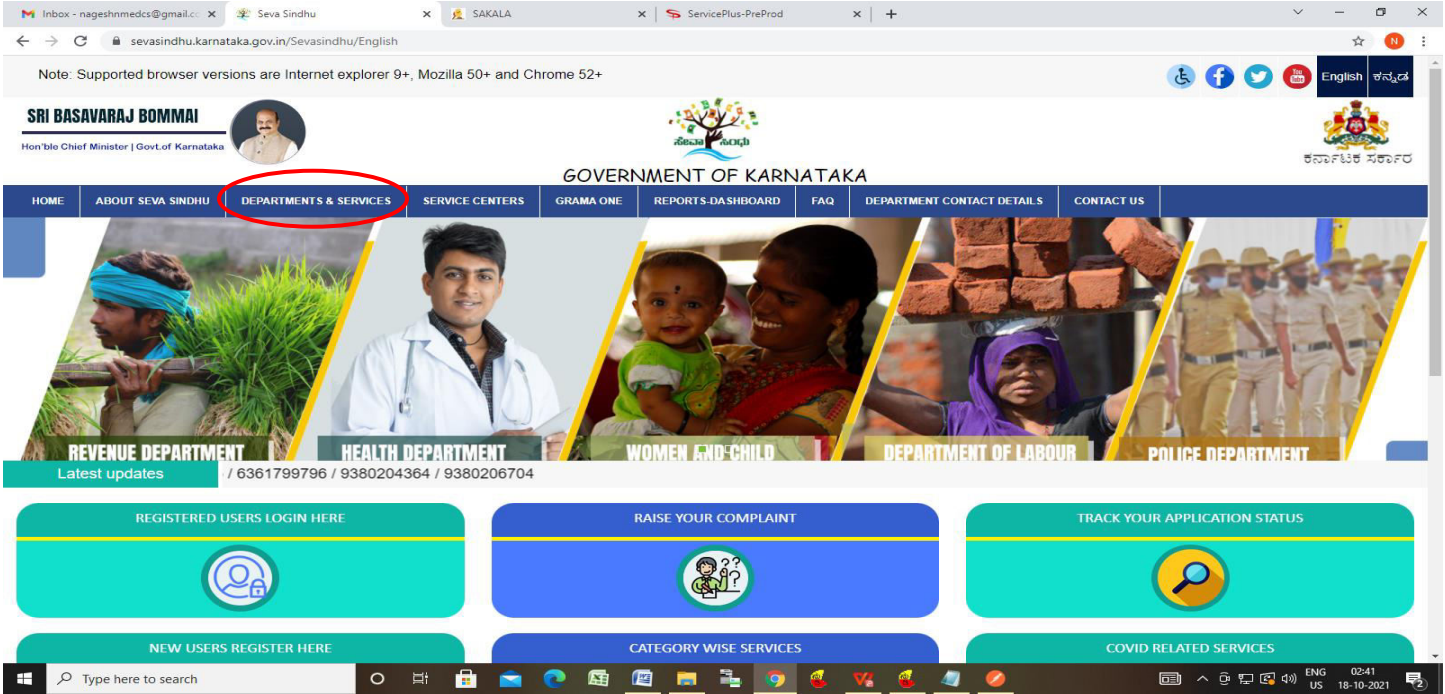 Inbox - nageshnmedcs@gmail.cc
Seva Sindhu
SAKALA
ServicePlus-PreProd
sevasindhu.karnataka.gov.in/Sevasindhu/English
N
Note: Supported browser versions are Internet explorer 9+, Mozilla 50+ and Chrome 52+
You Tube
English ಕನ್ನಡ
SRI BASAVARAJ BOMMAI
Hon'ble Chief Minister | Govt.of Karnataka
ಸೇವಾ ಸಿಂಧು
GOVERNMENT OF KARNATAKA
ಕರ್ನಾಟಕ ಸರ್ಕಾರ
HOME ABOUT SEVA SINDHU DEPARTMENTS & SERVICES SERVICE CENTERS GRAMA ONE REPORTS-DASHBOARD FAQ DEPARTMENT CONTACT DETAILS CONTACT US
REVENUE DEPARTMENT HEALTH DEPARTMENT WOMEN AND CHILD DEPARTMENT OF LABOUR POLICE DEPARTMENT
Latest updates / 6361799796 / 9380204364 / 9380206704
REGISTERED USERS LOGIN HERE RAISE YOUR COMPLAINT TRACK YOUR APPLICATION STATUS
NEW USERS REGISTER HERE CATEGORY WISE SERVICES COVID RELATED SERVICES
Type here to search
ENG 02:41
US 18-10-2021
2